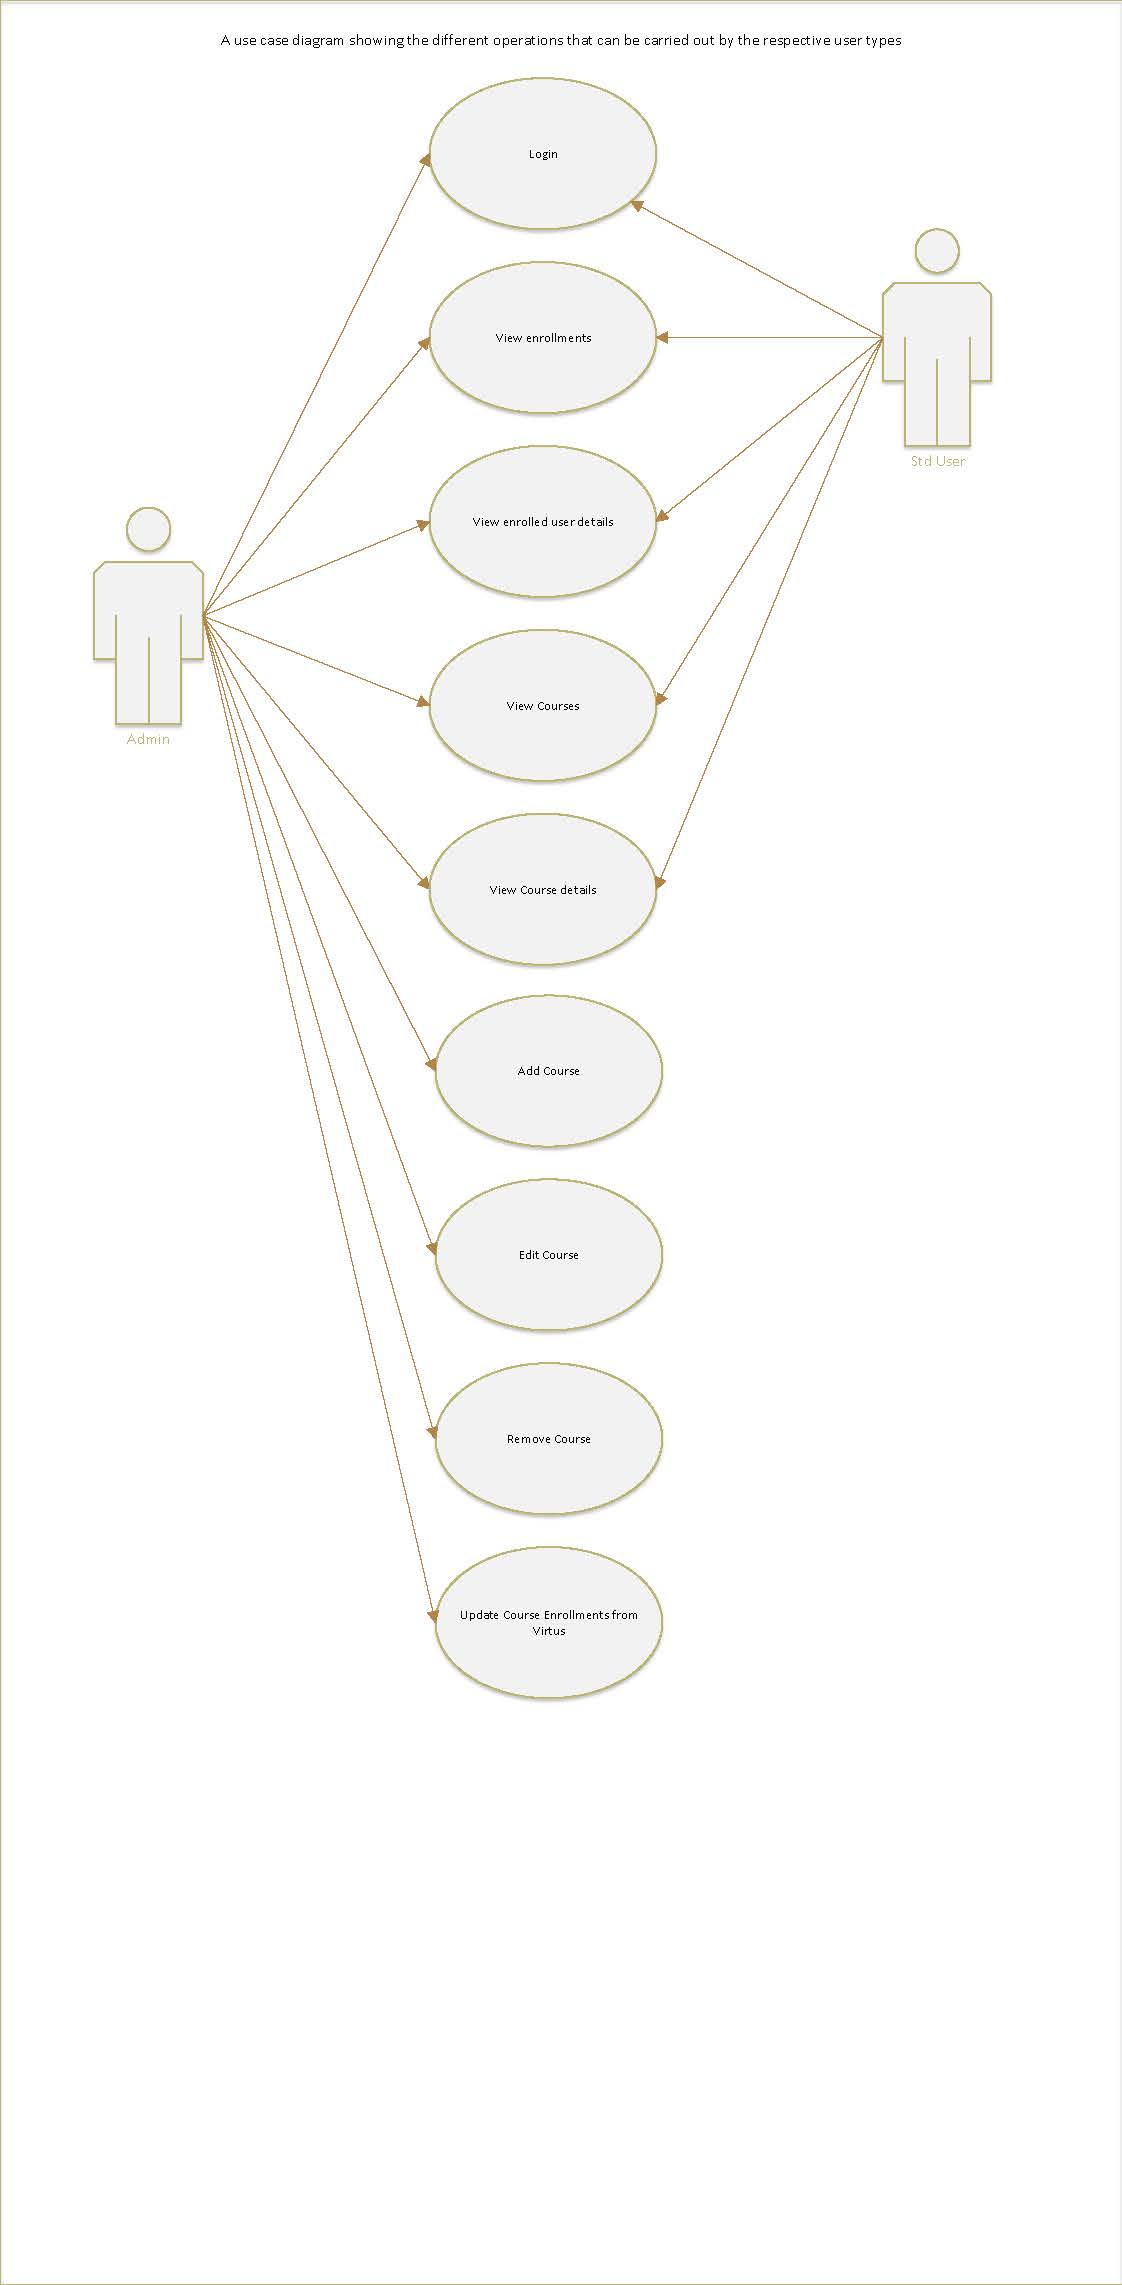 A use case diagram showing the different operations that can be carried out by the respective user types
Login
View enrollments
Std User
View enrolled user details
View Courses
Admin
View Course details
Add Course
Edit Course
Remove Course
Update Course Enrollments from
Virtus